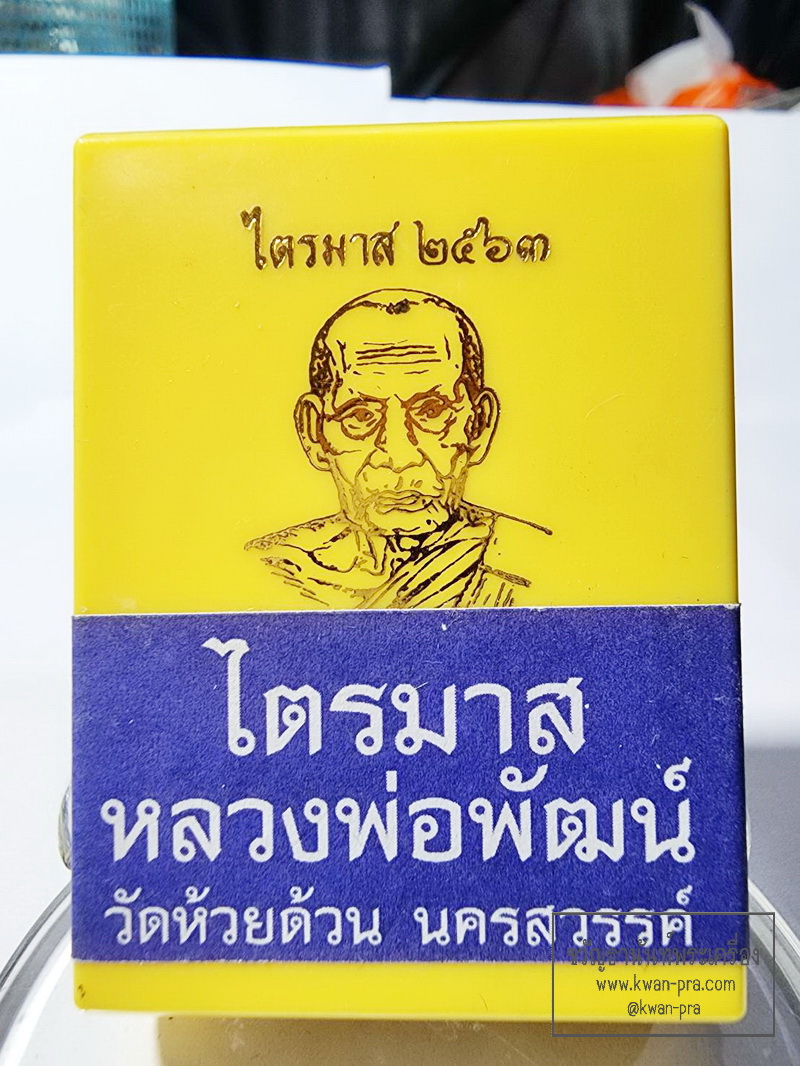 ไตรมาส ๒๕๖๓
ไตรมาส
หลวงพ่อพัฒน์
วัดห้วยด้วน นครสวรรค์
www.kwan-pra.com
@kwan-pra